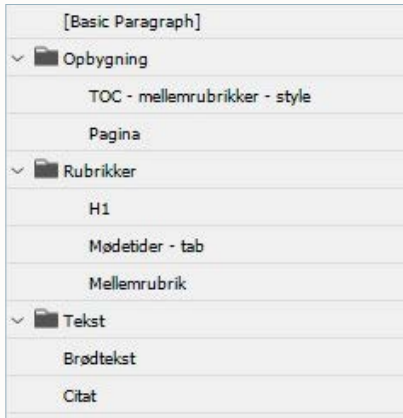 [Basic Paragraph]
Opbygning
TOC - mellemrubrikker - style
Pagina
Rubrikker
H1
Mødetider - tab
Mellemrubrik
Tekst
Brødtekst
Citat